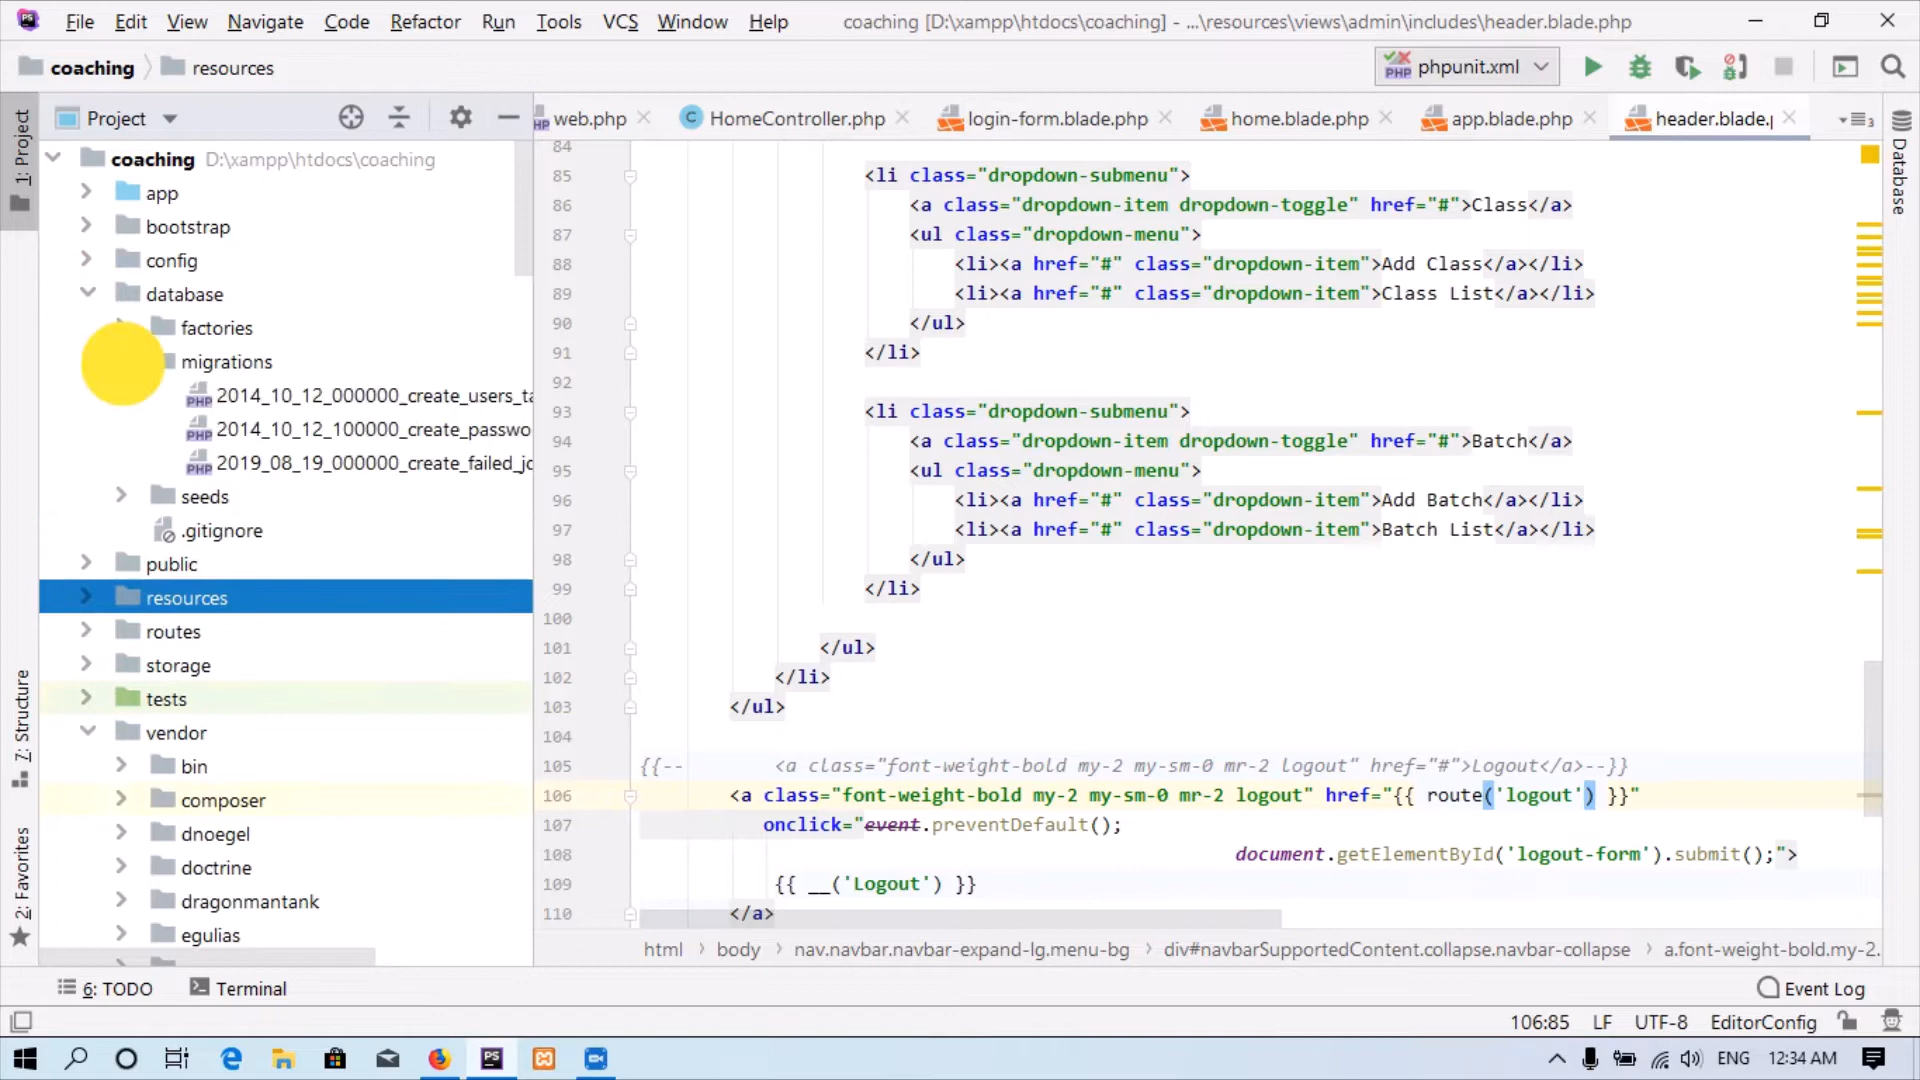 File Edit View Navigate Code Refactor Run Tools VCS Window Help coaching [D:\xampp\htdocs\coaching] - ...\resources\views\admin\includes\header.blade.php
coaching resources
PHP phpunit.xml
Project
web.php HomeController.php login-form.blade.php home.blade.php app.blade.php header.blade.p
1: Project
7: Structure
2: Favorites
Database
coaching D:\xampp\htdocs\coaching
app
bootstrap
config
database
factories
migrations
2014_10_12_000000_create_users_ta
2014_10_12_100000_create_passwo
2019_08_19_000000_create_failed_jo
seeds
.gitignore
public
resources
routes
storage
tests
vendor
bin
composer
dnoegel
doctrine
dragonmantank
egulias
84
85 <li class="dropdown-submenu">
86 <a class="dropdown-item dropdown-toggle" href="#">Class</a>
87 <ul class="dropdown-menu">
88 <li><a href="#" class="dropdown-item">Add Class</a></li>
89 <li><a href="#" class="dropdown-item">Class List</a></li>
90 </ul>
91 </li>
92
93 <li class="dropdown-submenu">
94 <a class="dropdown-item dropdown-toggle" href="#">Batch</a>
95 <ul class="dropdown-menu">
96 <li><a href="#" class="dropdown-item">Add Batch</a></li>
97 <li><a href="#" class="dropdown-item">Batch List</a></li>
98 </ul>
99 </li>
100
101 </ul>
102 </li>
103 </ul>
104
105 {{-- <a class="font-weight-bold my-2 my-sm-0 mr-2 logout" href="#">Logout</a>--}}
106 <a class="font-weight-bold my-2 my-sm-0 mr-2 logout" href="{{ route('logout') }}"
107 onclick="event.preventDefault();
108 document.getElementById('logout-form').submit();">
109 {{ __('Logout') }}
110 </a>
html body nav.navbar.navbar-expand-lg.menu-bg div#navbarSupportedContent.collapse.navbar-collapse a.font-weight-bold.my-2.
6: TODO Terminal Event Log
106:85 LF UTF-8 EditorConfig
ENG 12:34 AM